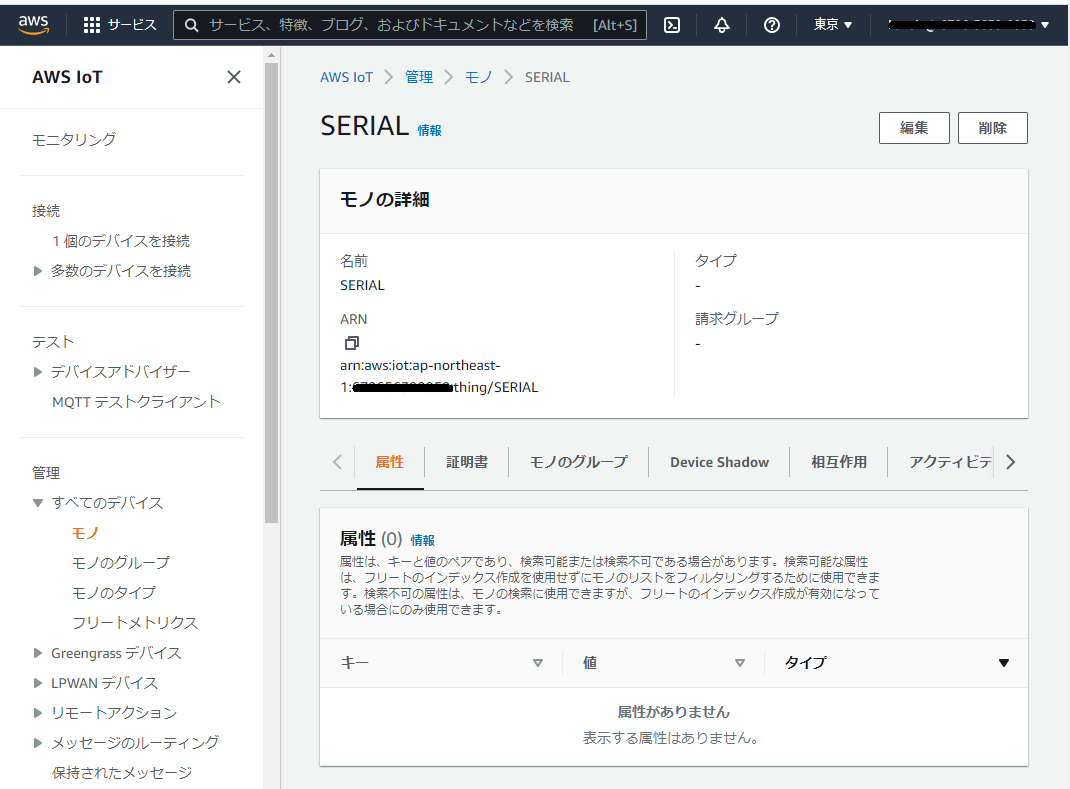 aws
サービス
サービス、特徴、ブログ、およびドキュメントなどを検索 [Alt+S]
東京
AWS IoT
モニタリング
接続
1 個のデバイスを接続
多数のデバイスを接続
テスト
デバイスアドバイザー
MQTT テストクライアント
管理
すべてのデバイス
モノ
モノのグループ
モノのタイプ
フリートメトリクス
Greengrass デバイス
LPWAN デバイス
リモートアクション
メッセージのルーティング
保持されたメッセージ
AWS IoT 管理 モノ SERIAL
SERIAL 情報
編集 削除
モノの詳細
名前
SERIAL
ARN
arn:aws:iot:ap-northeast-
1: thing/SERIAL
タイプ
-
請求グループ
-
属性 証明書 モノのグループ Device Shadow 相互作用 アクティビテ
属性 (0) 情報
属性は、キーと値のペアであり、検索可能または検索不可である場合があります。検索可能な属性
は、フリートのインデックス作成を使用せずにモノのリストをフィルタリングするために使用できま
す。検索不可の属性は、モノの検索に使用できますが、フリートのインデックス作成が有効になって
いる場合にのみ使用できます。
キー 値 タイプ
属性がありません
表示する属性はありません。